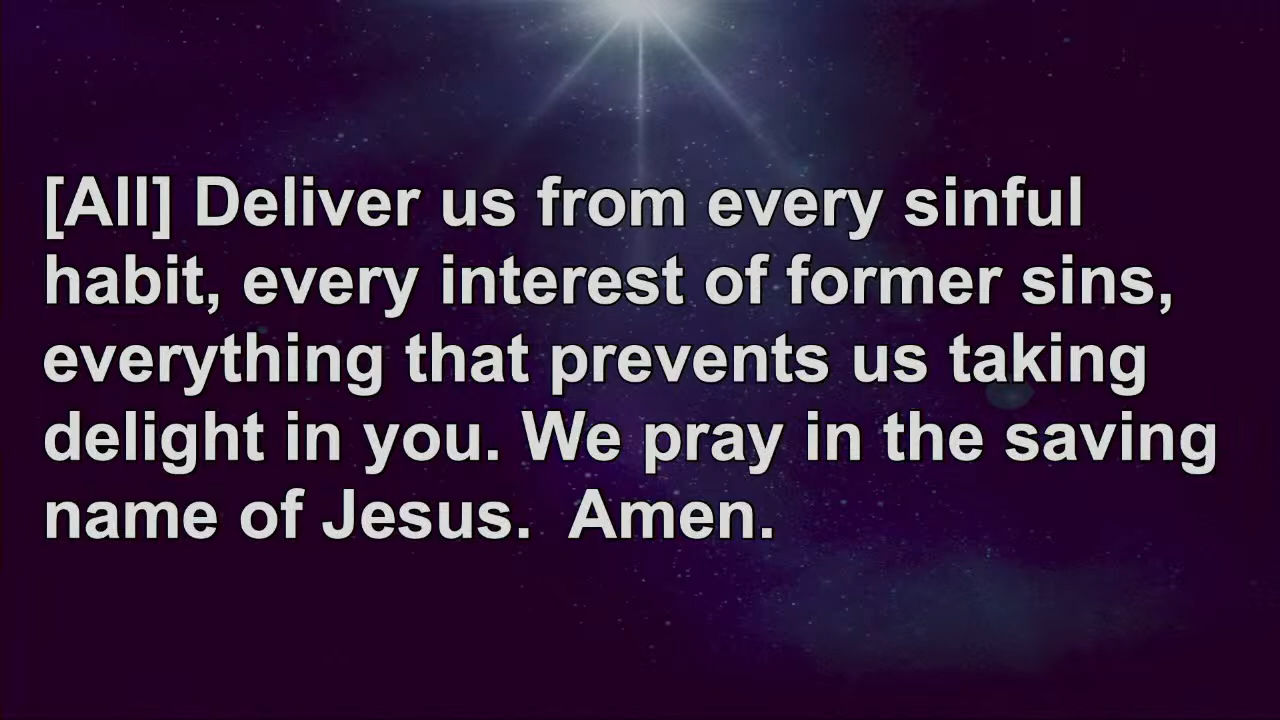 [All] Deliver us from every sinful
habit, every interest of former sins,
everything that prevents us taking
delight in you. We pray in the saving
name of Jesus.  Amen.